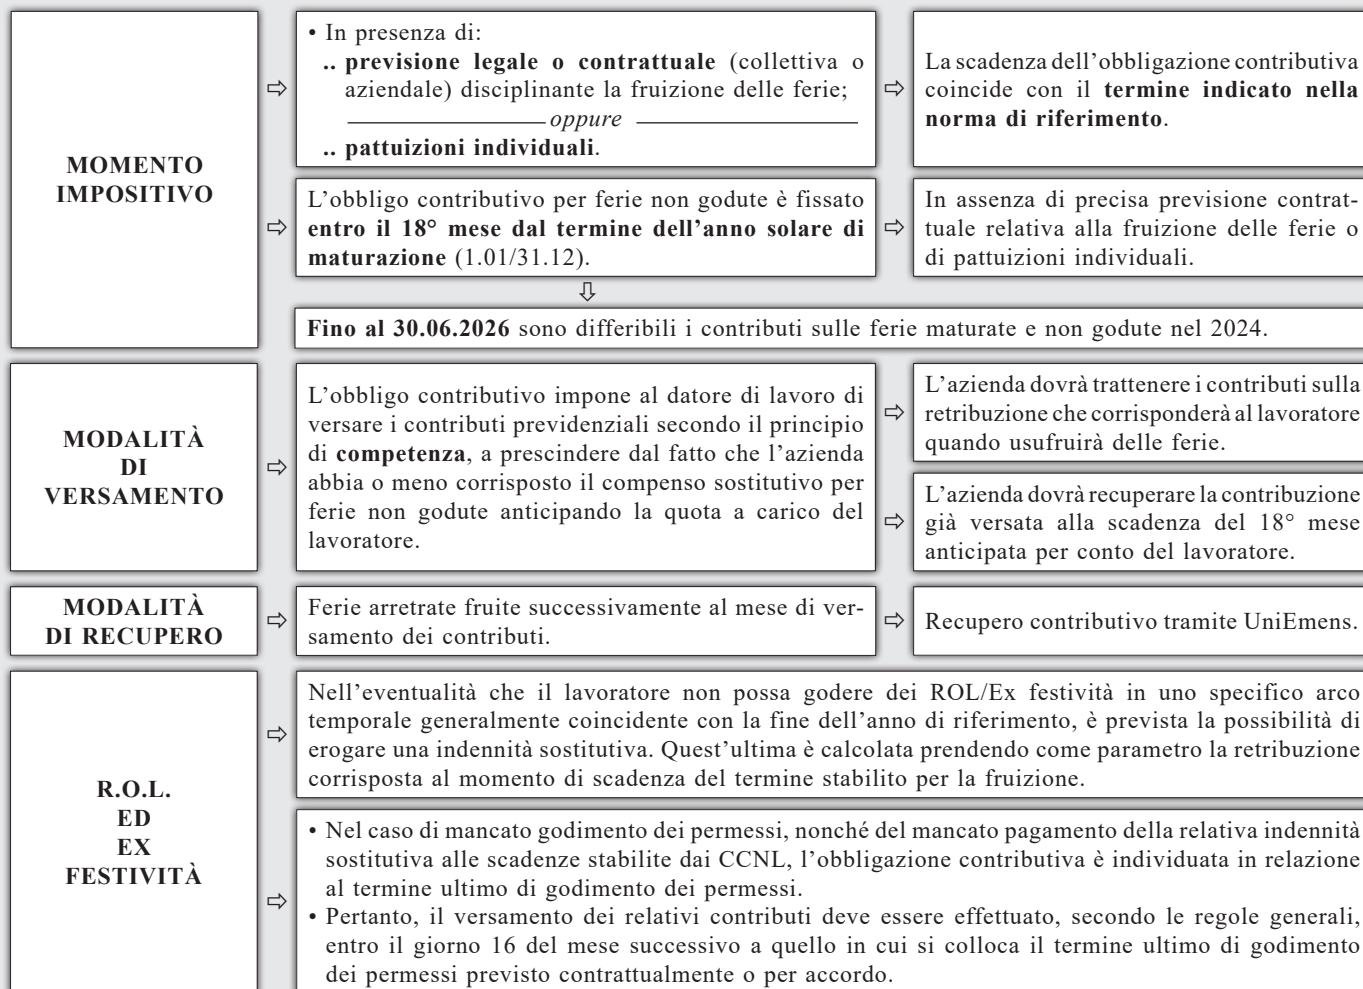 MOMENTO
IMPOSITIVO
⇨
• In presenza di:
.. previsione legale o contrattuale (collettiva o
aziendale) disciplinante la fruizione delle ferie;
oppure
.. pattuizioni individuali.
⇨
La scadenza dell’obbligazione contributiva
coincide con il termine indicato nella
norma di riferimento.
⇨
L’obbligo contributivo per ferie non godute è fissato
entro il 18° mese dal termine dell’anno solare di
maturazione (1.01/31.12).
⇨
In assenza di precisa previsione contrat-
tuale relativa alla fruizione delle ferie o
di pattuizioni individuali.
⇩
Fino al 30.06.2026 sono differibili i contributi sulle ferie maturate e non godute nel 2024.
MODALITÀ
DI
VERSAMENTO
⇨
L’obbligo contributivo impone al datore di lavoro di
versare i contributi previdenziali secondo il principio
di competenza, a prescindere dal fatto che l’azienda
abbia o meno corrisposto il compenso sostitutivo per
ferie non godute anticipando la quota a carico del
lavoratore.
⇨
L’azienda dovrà trattenere i contributi sulla
retribuzione che corrisponderà al lavoratore
quando usufruirà delle ferie.
⇨
L’azienda dovrà recuperare la contribuzione
già versata alla scadenza del 18° mese
anticipata per conto del lavoratore.
MODALITÀ
DI RECUPERO
⇨
Ferie arretrate fruite successivamente al mese di ver-
samento dei contributi.
⇨
Recupero contributivo tramite UniEmens.
R.O.L.
ED
EX
FESTIVITÀ
⇨
Nell’eventualità che il lavoratore non possa godere dei ROL/Ex festività in uno specifico arco
temporale generalmente coincidente con la fine dell’anno di riferimento, è prevista la possibilità di
erogare una indennità sostitutiva. Quest’ultima è calcolata prendendo come parametro la retribuzione
corrisposta al momento di scadenza del termine stabilito per la fruizione.
⇨
• Nel caso di mancato godimento dei permessi, nonché del mancato pagamento della relativa indennità
sostitutiva alle scadenze stabilite dai CCNL, l’obbligazione contributiva è individuata in relazione
al termine ultimo di godimento dei permessi.
• Pertanto, il versamento dei relativi contributi deve essere effettuato, secondo le regole generali,
entro il giorno 16 del mese successivo a quello in cui si colloca il termine ultimo di godimento
dei permessi previsto contrattualmente o per accordo.